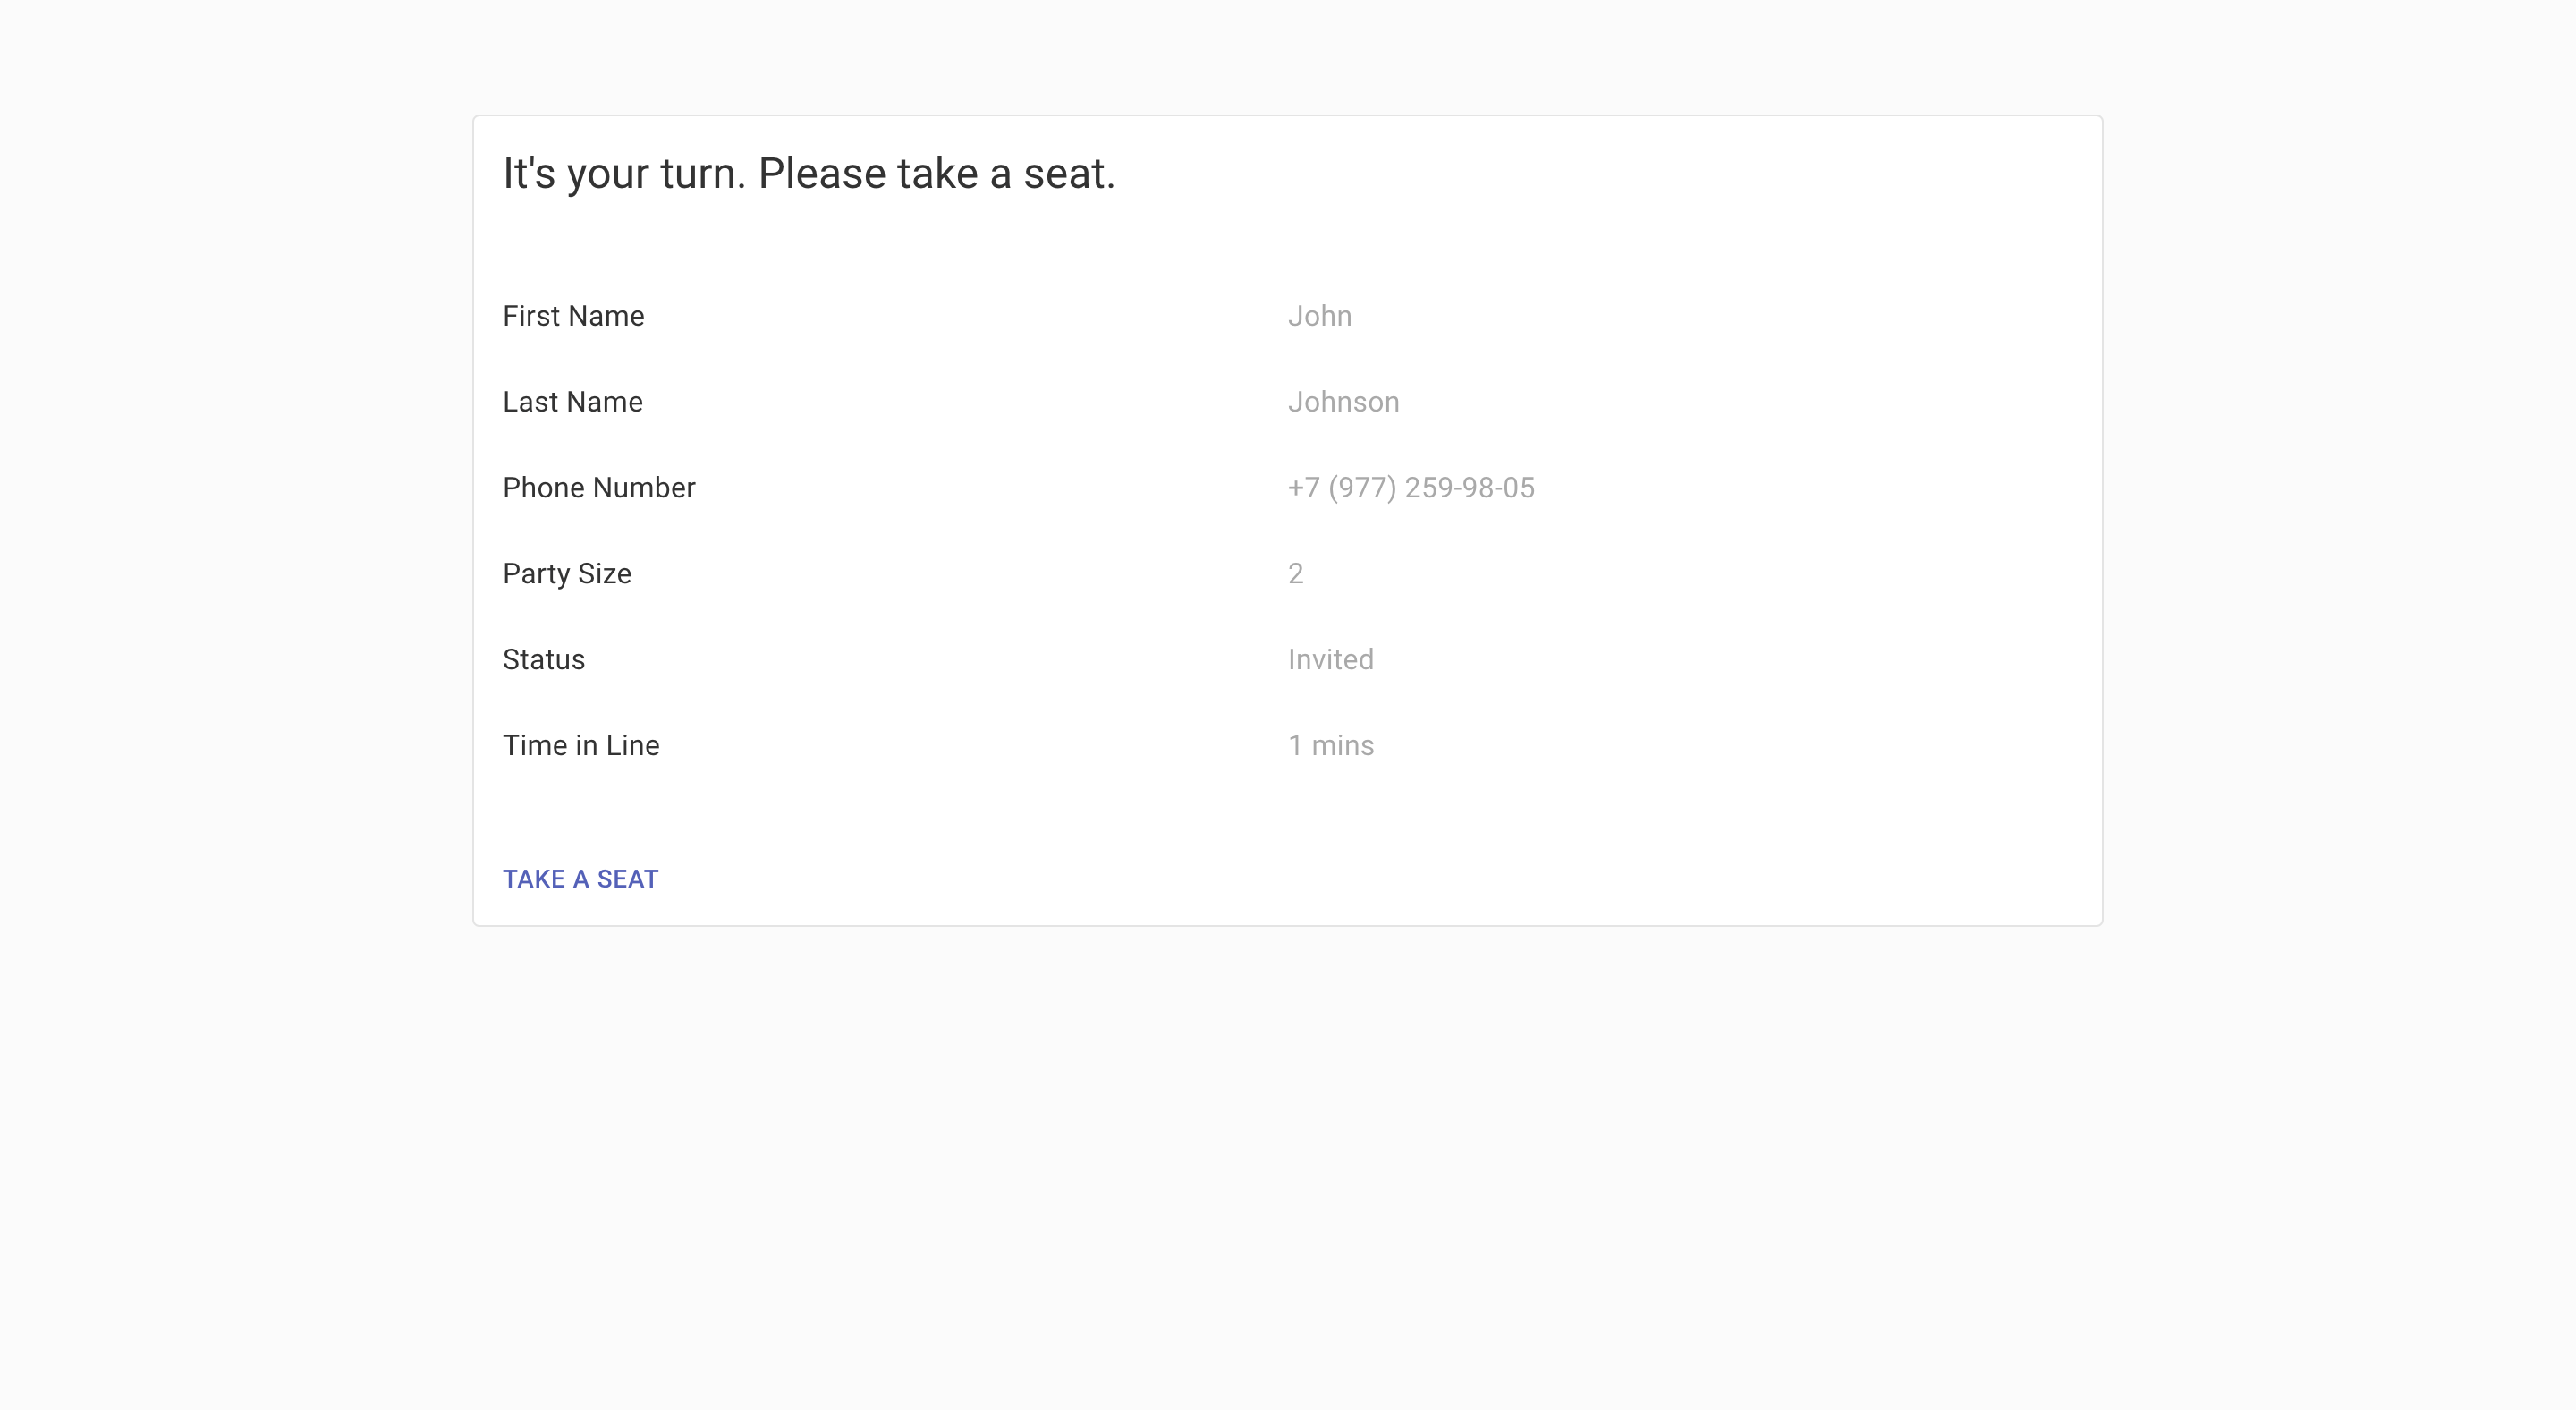 It's your turn. Please take a seat.
First Name John
Last Name Johnson
Phone Number +7 (977) 259-98-05
Party Size 2
Status Invited
Time in Line 1 mins
TAKE A SEAT